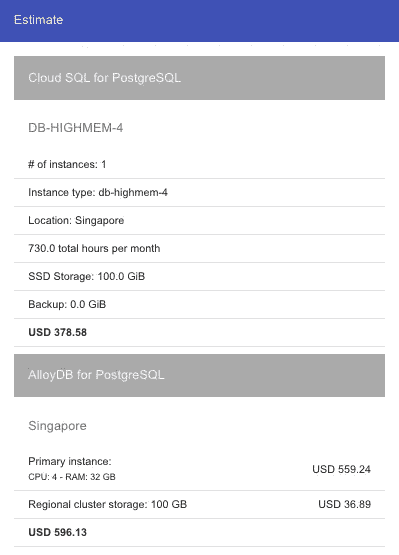 Estimate
Cloud SQL for PostgreSQL
DB-HIGHMEM-4
# of instances: 1
Instance type: db-highmem-4
Location: Singapore
730.0 total hours per month
SSD Storage: 100.0 GiB
Backup: 0.0 GiB
USD 378.58
AlloyDB for PostgreSQL
Singapore
Primary instance:
CPU: 4 - RAM: 32 GB
USD 559.24
Regional cluster storage: 100 GB USD 36.89
USD 596.13